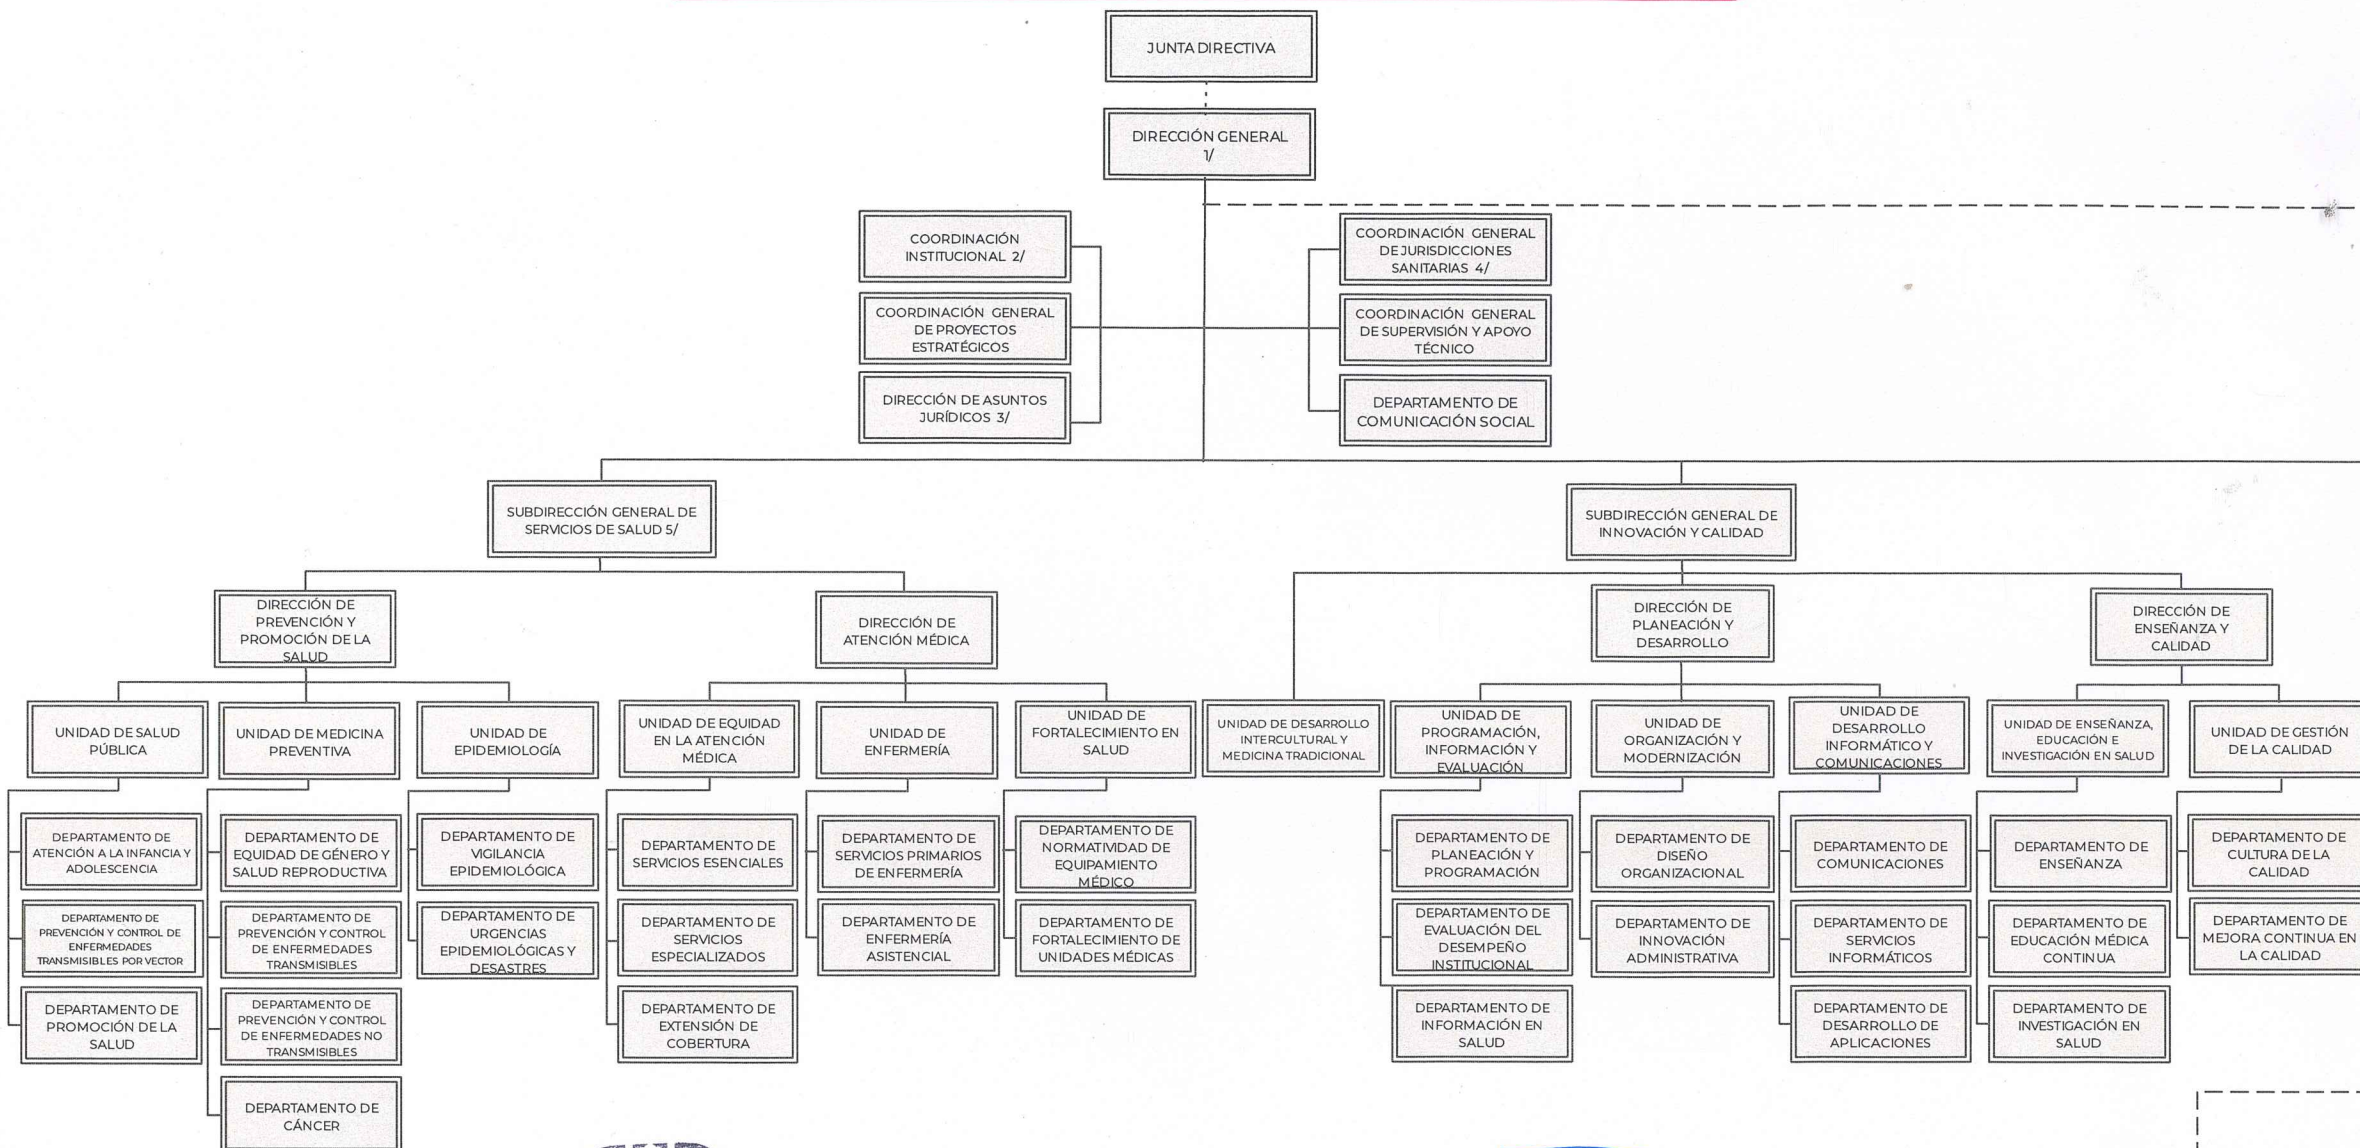 JUNTA DIRECTIVA
DIRECCIÓN GENERAL
1/
COORDINACIÓN
INSTITUCIONAL 2/
COORDINACIÓN GENERAL
DE PROYECTOS
ESTRATÉGICOS
DIRECCIÓN DE ASUNTOS
JURÍDICOS 3/
COORDINACIÓN GENERAL
DE JURISDICCIONES
SANITARIAS 4/
COORDINACIÓN GENERAL
DE SUPERVISIÓN Y APOYO
TÉCNICO
DEPARTAMENTO DE
COMUNICACIÓN SOCIAL
SUBDIRECCIÓN GENERAL DE
SERVICIOS DE SALUD 5/
SUBDIRECCIÓN GENERAL DE
INNOVACIÓN Y CALIDAD
DIRECCIÓN DE
PREVENCIÓN Y
PROMOCIÓN DE LA
SALUD
DIRECCIÓN DE
ATENCIÓN MÉDICA
DIRECCIÓN DE
PLANEACIÓN Y
DESARROLLO
DIRECCIÓN DE
ENSEÑANZA Y
CALIDAD
UNIDAD DE SALUD
PÚBLICA
UNIDAD DE MEDICINA
PREVENTIVA
UNIDAD DE
EPIDEMIOLOGÍA
UNIDAD DE EQUIDAD
EN LA ATENCIÓN
MÉDICA
UNIDAD DE
ENFERMERÍA
UNIDAD DE
FORTALECIMIENTO EN
SALUD
UNIDAD DE DESARROLLO
INTERCULTURAL Y
MEDICINA TRADICIONAL
UNIDAD DE
PROGRAMACIÓN,
INFORMACIÓN Y
EVALUACIÓN
UNIDAD DE
ORGANIZACIÓN Y
MODERNIZACIÓN
UNIDAD DE
DESARROLLO
INFORMÁTICO Y
COMUNICACIONES
UNIDAD DE ENSEÑANZA,
EDUCACIÓN E
INVESTIGACIÓN EN SALUD
UNIDAD DE GESTIÓN
DE LA CALIDAD
DEPARTAMENTO DE
ATENCIÓN A LA INFANCIA Y
ADOLESCENCIA
DEPARTAMENTO DE
PREVENCIÓN Y CONTROL DE
ENFERMEDADES
TRANSMISIBLES POR VECTOR
DEPARTAMENTO DE
PROMOCIÓN DE LA
SALUD
DEPARTAMENTO DE
EQUIDAD DE GÉNERO Y
SALUD REPRODUCTIVA
DEPARTAMENTO DE
PREVENCIÓN Y CONTROL
DE ENFERMEDADES
TRANSMISIBLES
DEPARTAMENTO DE
PREVENCIÓN Y CONTROL
DE ENFERMEDADES NO
TRANSMISIBLES
DEPARTAMENTO DE
CÁNCER
DEPARTAMENTO DE
VIGILANCIA
EPIDEMIOLÓGICA
DEPARTAMENTO DE
URGENCIAS
EPIDEMIOLÓGICAS Y
DESASTRES
DEPARTAMENTO DE
SERVICIOS ESENCIALES
DEPARTAMENTO DE
SERVICIOS
ESPECIALIZADOS
DEPARTAMENTO DE
EXTENSIÓN DE
COBERTURA
DEPARTAMENTO DE
SERVICIOS PRIMARIOS
DE ENFERMERÍA
DEPARTAMENTO DE
ENFERMERÍA
ASISTENCIAL
DEPARTAMENTO DE
NORMATIVIDAD DE
EQUIPAMIENTO
MÉDICO
DEPARTAMENTO DE
FORTALECIMIENTO DE
UNIDADES MÉDICAS
DEPARTAMENTO DE
PLANEACIÓN Y
PROGRAMACIÓN
DEPARTAMENTO DE
EVALUACIÓN DEL
DESEMPEÑO
INSTITUCIONAL
DEPARTAMENTO DE
INFORMACIÓN EN
SALUD
DEPARTAMENTO DE
DISEÑO
ORGANIZACIONAL
DEPARTAMENTO DE
INNOVACIÓN
ADMINISTRATIVA
DEPARTAMENTO DE
COMUNICACIONES
DEPARTAMENTO DE
SERVICIOS
INFORMÁTICOS
DEPARTAMENTO DE
DESARROLLO DE
APLICACIONES
DEPARTAMENTO DE
ENSEÑANZA
DEPARTAMENTO DE
EDUCACIÓN MÉDICA
CONTINUA
DEPARTAMENTO DE
INVESTIGACIÓN EN
SALUD
DEPARTAMENTO DE
CULTURA DE LA
CALIDAD
DEPARTAMENTO DE
MEJORA CONTINUA EN
LA CALIDAD